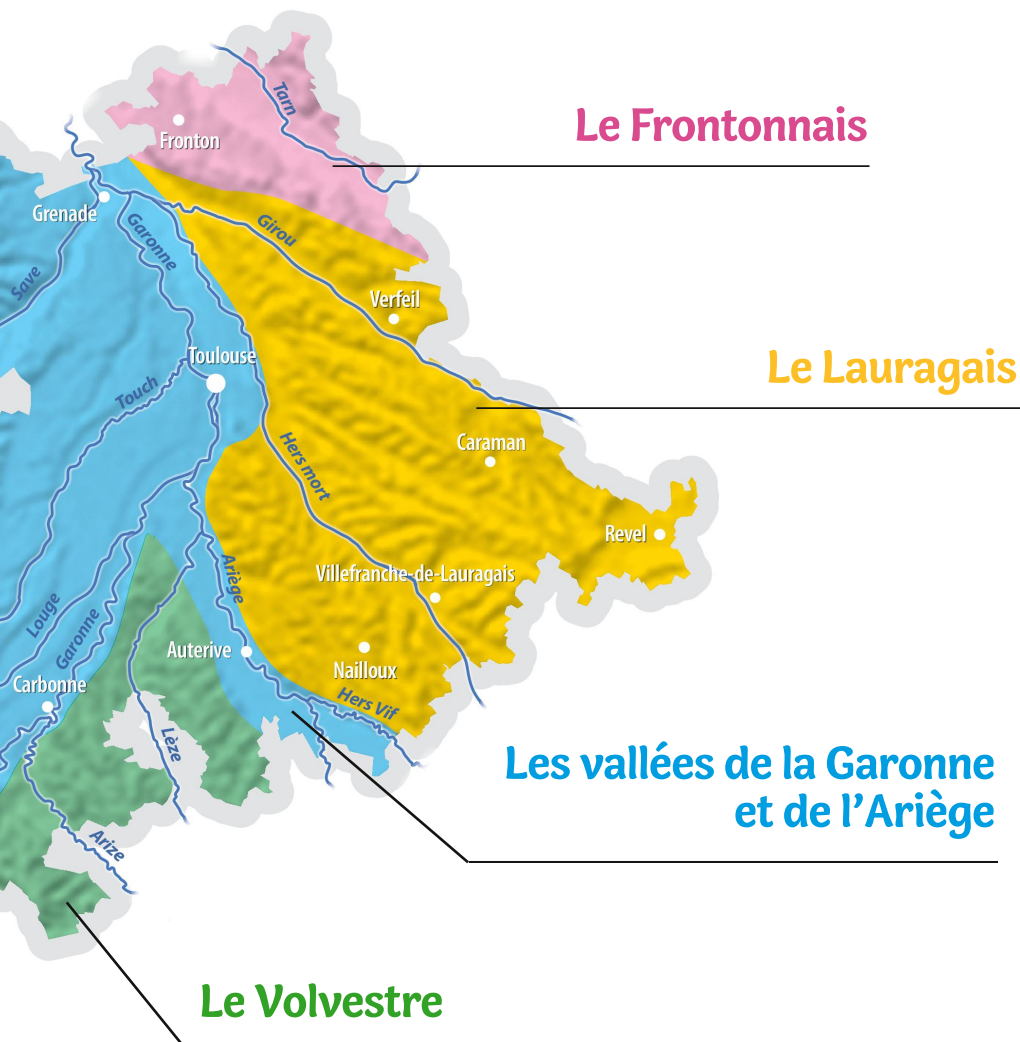 Tarn
Le Frontonnais
Fronton
Grenade
Garonne
Girou
Save
Verfeil
Toulouse
Le Lauragais
Touch
Caraman
Hers mort
Revel
Villefranche-de-Lauragais
Ariège
Louge
Garonne
Auterive
Nailloux
Carbonne
Hers Vif
Lèze
Les vallées de la Garonne
et de l'Ariège
Arize
Le Volvestre